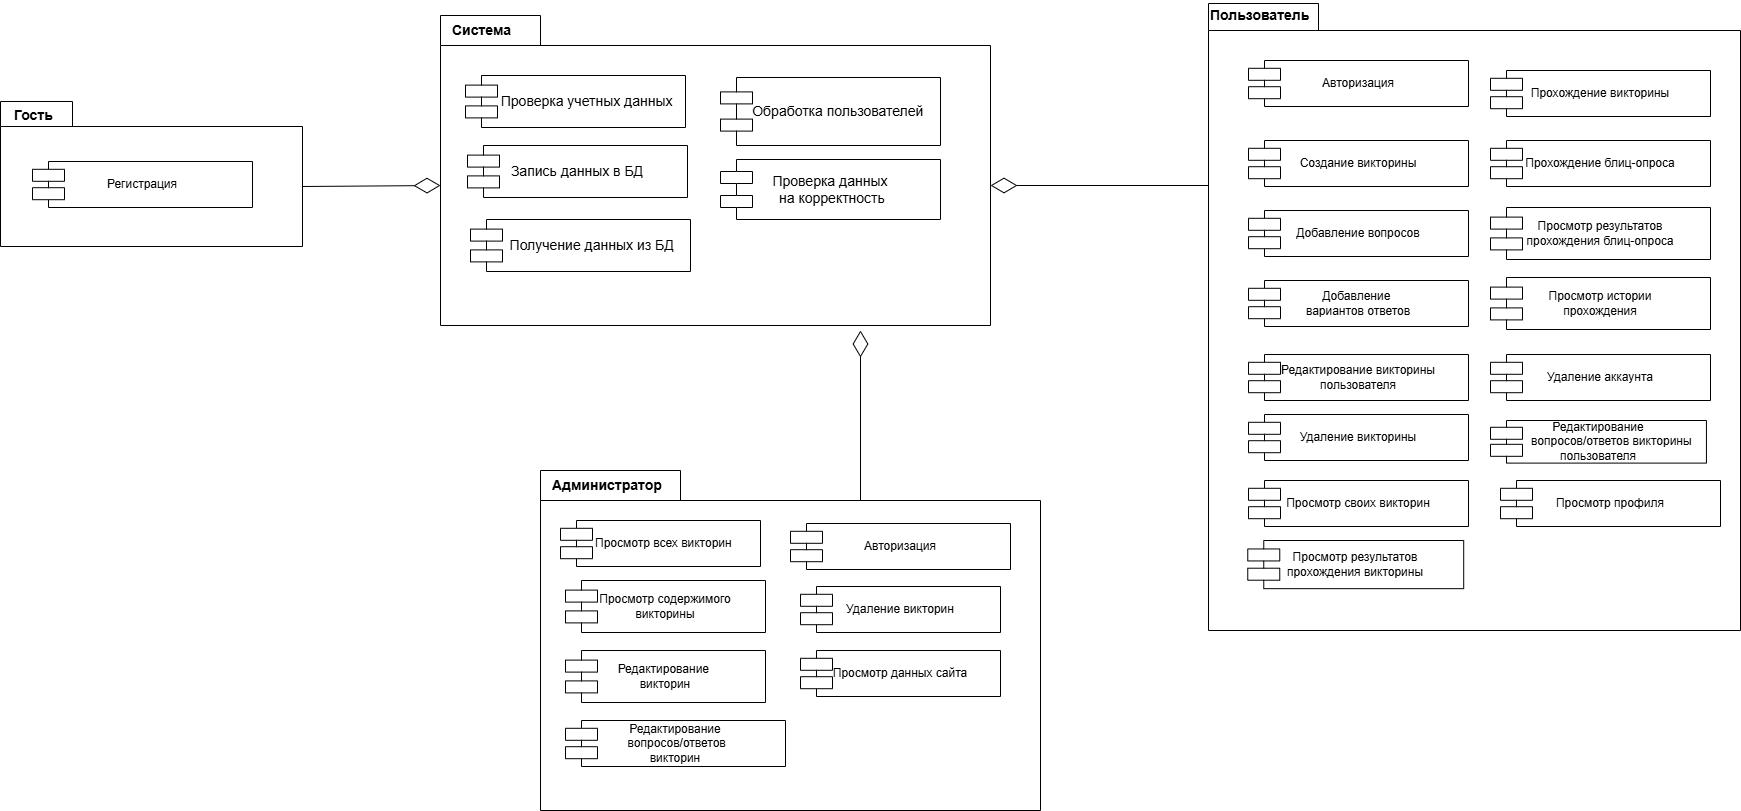 Гость
Регистрация
Система
Проверка учетных данных
Обработка пользователей
Запись данных в БД
Проверка данных
на корректность
Получение данных из БД
Пользователь
Авторизация
Прохождение викторины
Создание викторины
Прохождение блиц-опроса
Добавление вопросов
Просмотр результатов
прохождения блиц-опроса
Добавление
вариантов ответов
Просмотр истории
прохождения
Редактирование викторины
пользователя
Удаление аккаунта
Удаление викторины
Редактирование
вопросов/ответов викторины
пользователя
Просмотр своих викторин
Просмотр профиля
Просмотр результатов
прохождения викторины
Администратор
Просмотр всех викторин
Авторизация
Просмотр содержимого
викторины
Удаление викторин
Редактирование
викторин
Просмотр данных сайта
Редактирование
вопросов/ответов
викторин